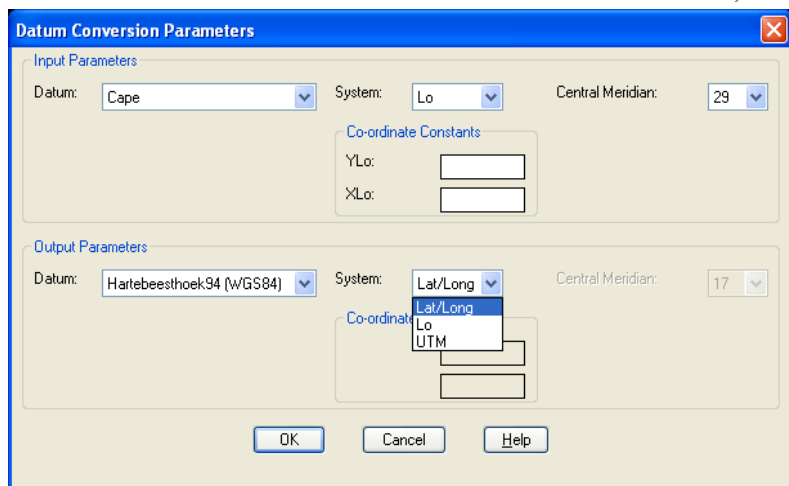 Datum Conversion Parameters
Input Parameters
Datum: Cape System: Lo Central Meridian: 29
Co-ordinate Constants
YLo:
XLo:
Output Parameters
Datum: Hartebeesthoek94 (WGS84) System: Lat/Long Central Meridian: 17
Lat/Long
Co-ordinat Lo
UTM
OK Cancel Help